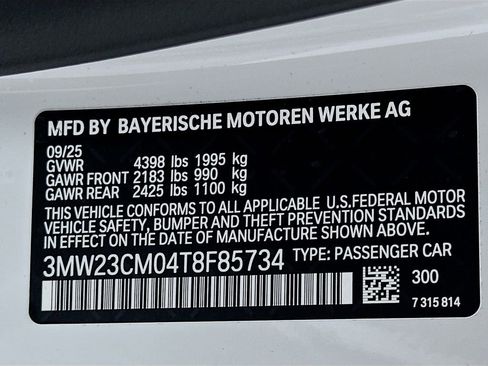 MFD BY BAYERISCHE MOTOREN WERKE AG
09/25
GVWR 4398 lbs 1995 kg
GAWR FRONT 2183 lbs 990 kg
GAWR REAR 2425 lbs 1100 kg
THIS VEHICLE CONFORMS TO ALL APPLICABLE U.S.FEDERAL MOTOR
VEHICLE SAFETY, BUMPER AND THEFT PREVENTION STANDARDS
IN EFFECT ON THE DATE OF MANUFACTURE SHOWN ABOVE.
3MW23CM04T8F85734 TYPE: PASSENGER CAR
300
7 315 814